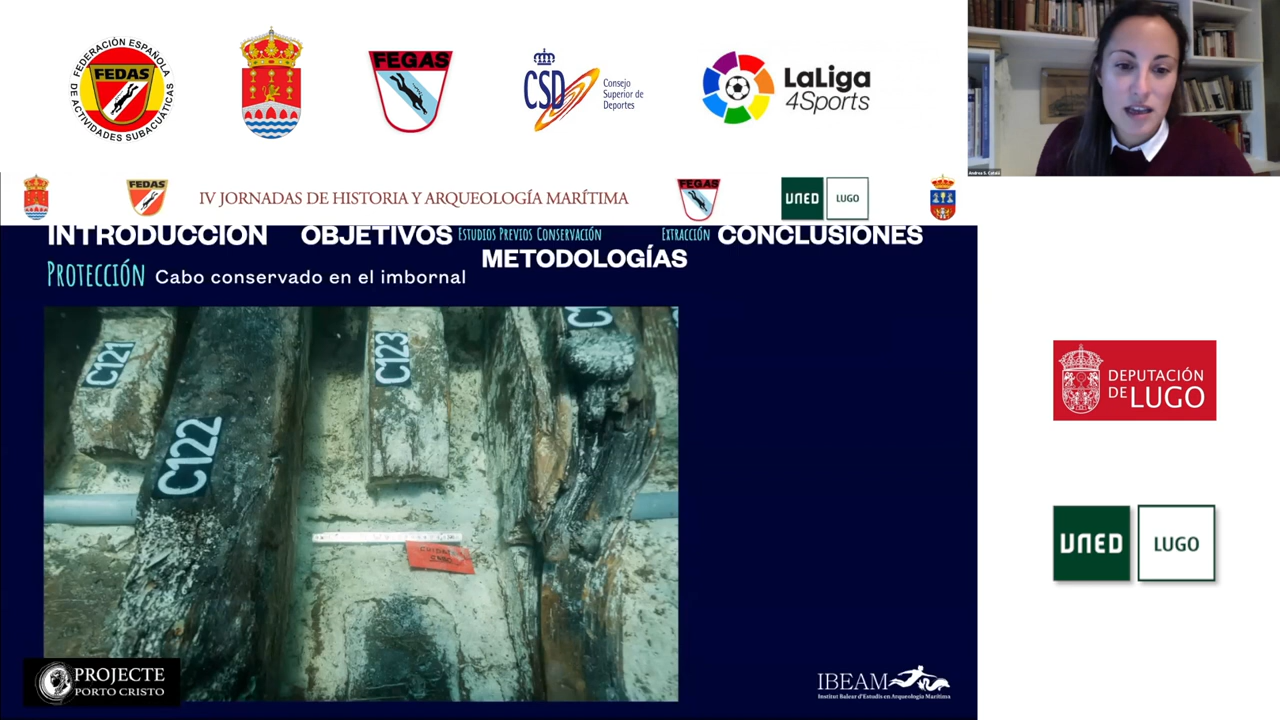 FEDERACIÓN ESPAÑOLA
DE ACTIVIDADES SUBACUÁTICAS
FEDAS
FEGAS
CSD
Consejo
Superior de
Deportes
LaLiga
4Sports
FEDAS
IV JORNADAS DE HISTORIA Y ARQUEOLOGÍA MARÍTIMA
FEGAS
UNED
LUGO
INTRODUCCIÓN OBJETIVOS Estudios Previos Conservación Extracción CONCLUSIONES
METODOLOGÍAS
Protección Cabo conservado en el imbornal
C121
C122
C123
PROJECTE
PORTO CRISTO
IBEAM
Institut Balear d'Estudis en Arqueologia Marítima
DEPUTACIÓN
DE LUGO
UNED
LUGO